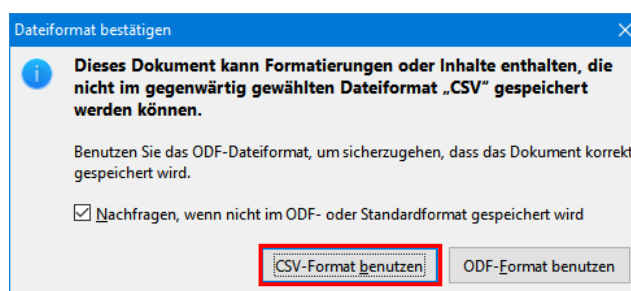 Dateiformat bestätigen
Dieses Dokument kann Formatierungen oder Inhalte enthalten, die
nicht im gegenwärtig gewählten Dateiformat „CSV“ gespeichert
werden können.
Benutzen Sie das ODF-Dateiformat, um sicherzugehen, dass das Dokument korrekt
gespeichert wird.
Nachfragen, wenn nicht im ODF- oder Standardformat gespeichert wird
CSV-Format benutzen ODF-Format benutzen